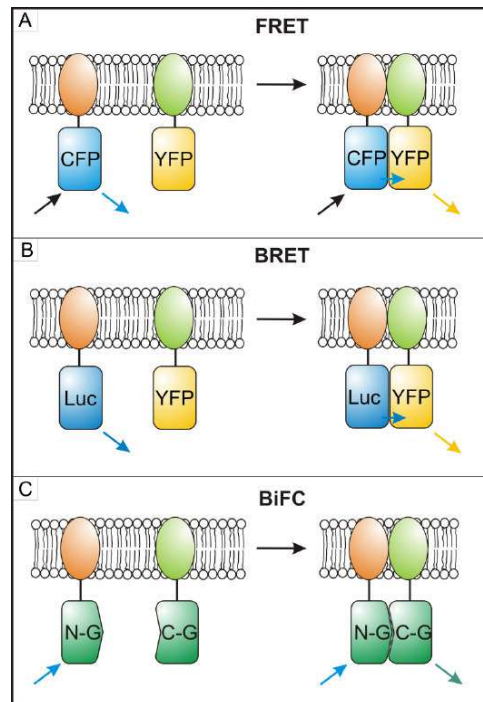 A
FRET
CFP YFP CFP YFP
B
BRET
Luc YFP Luc YFP
C
BiFC
N-G C-G N-G C-G